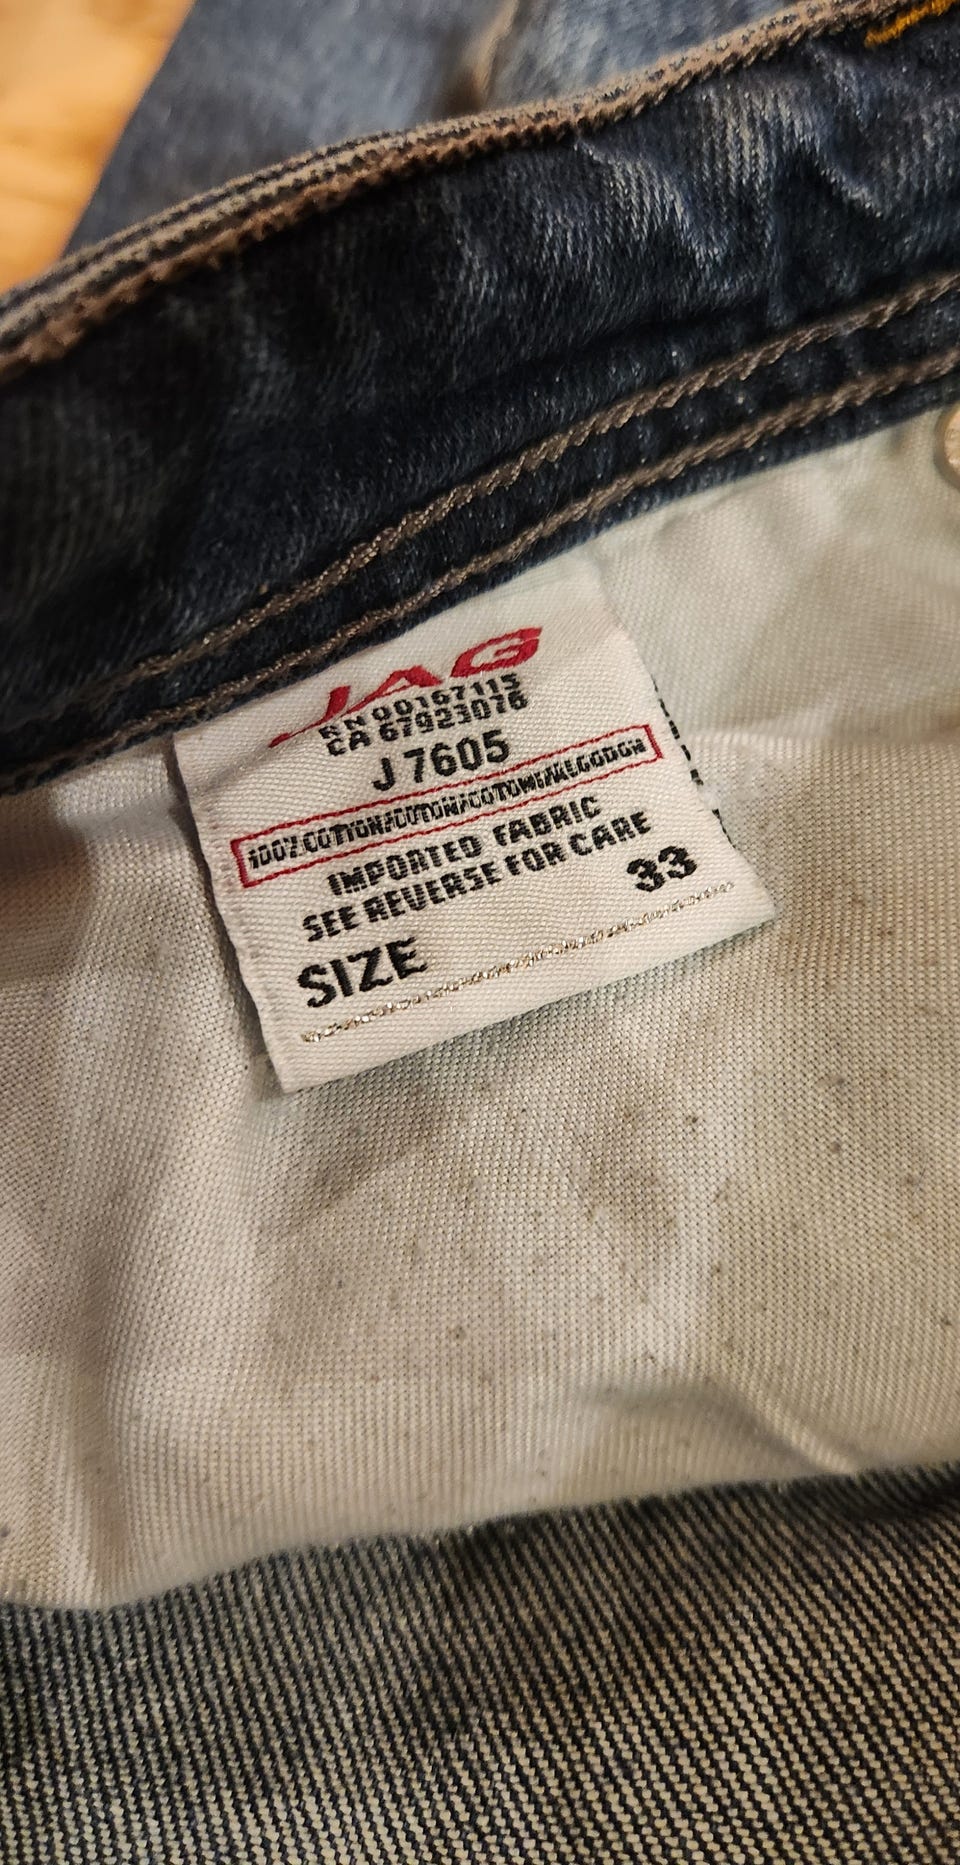 JAG
RN 00167115
CA 67923076
J 7605
100% COTTON/COTON/COTONE/ALGODON
IMPORTED FABRIC
SEE REVERSE FOR CARE
33
SIZE